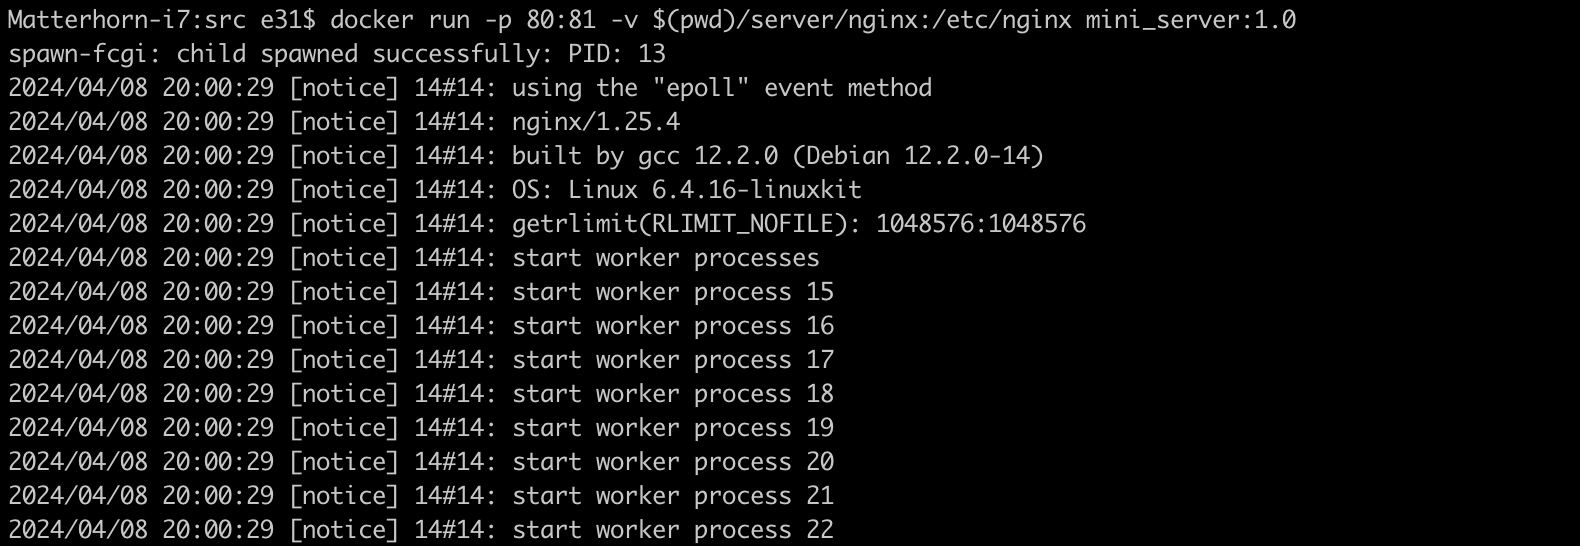 Matterhorn-i7:src e31$ docker run -p 80:81 -v $(pwd)/server/nginx:/etc/nginx mini_server:1.0
spawn-fcgi: child spawned successfully: PID: 13
2024/04/08 20:00:29 [notice] 14#14: using the "epoll" event method
2024/04/08 20:00:29 [notice] 14#14: nginx/1.25.4
2024/04/08 20:00:29 [notice] 14#14: built by gcc 12.2.0 (Debian 12.2.0-14)
2024/04/08 20:00:29 [notice] 14#14: OS: Linux 6.4.16-linuxkit
2024/04/08 20:00:29 [notice] 14#14: getrlimit(RLIMIT_NOFILE): 1048576:1048576
2024/04/08 20:00:29 [notice] 14#14: start worker processes
2024/04/08 20:00:29 [notice] 14#14: start worker process 15
2024/04/08 20:00:29 [notice] 14#14: start worker process 16
2024/04/08 20:00:29 [notice] 14#14: start worker process 17
2024/04/08 20:00:29 [notice] 14#14: start worker process 18
2024/04/08 20:00:29 [notice] 14#14: start worker process 19
2024/04/08 20:00:29 [notice] 14#14: start worker process 20
2024/04/08 20:00:29 [notice] 14#14: start worker process 21
2024/04/08 20:00:29 [notice] 14#14: start worker process 22